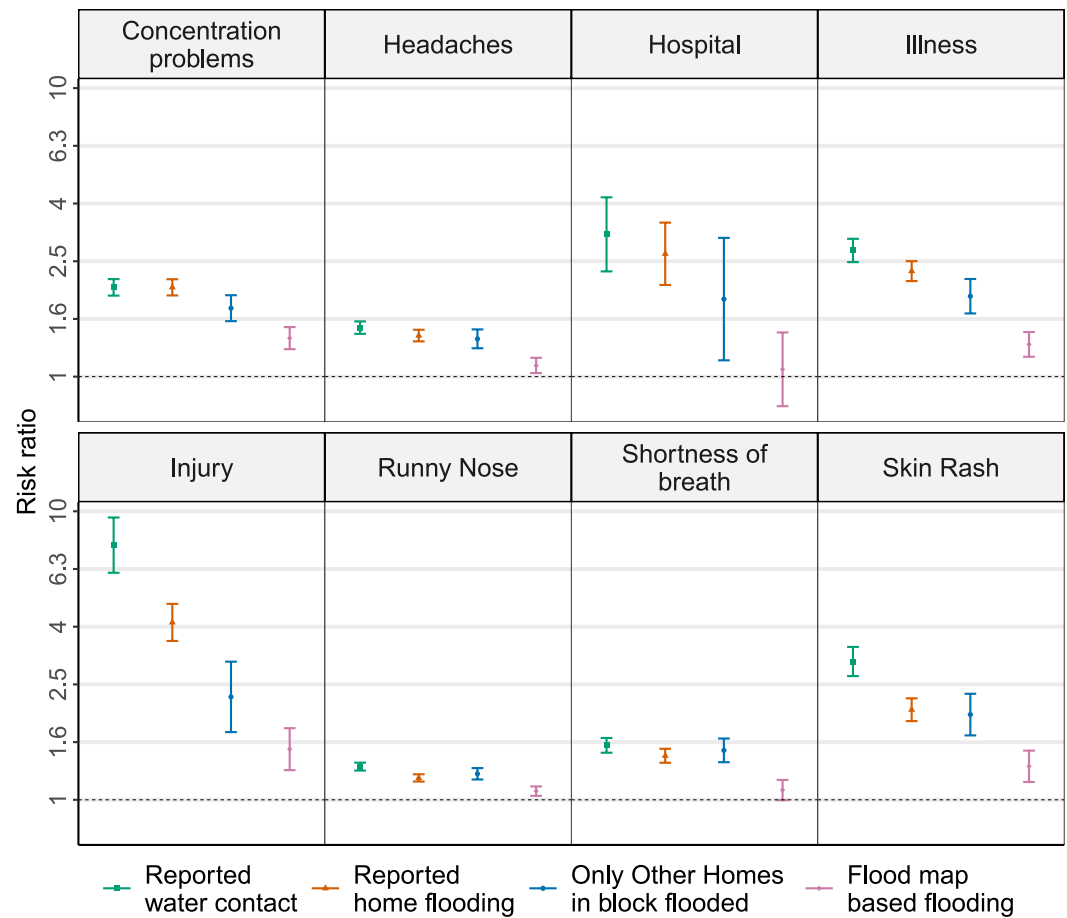 Concentration
problems
Headaches
Hospital
Illness
10
6.3
4
2.5
1.6
1
Risk ratio
Injury
Runny Nose
Shortness of
breath
Skin Rash
10
6.3
4
2.5
1.6
1
Reported
water contact
Reported
home flooding
Only Other Homes
in block flooded
Flood map
based flooding